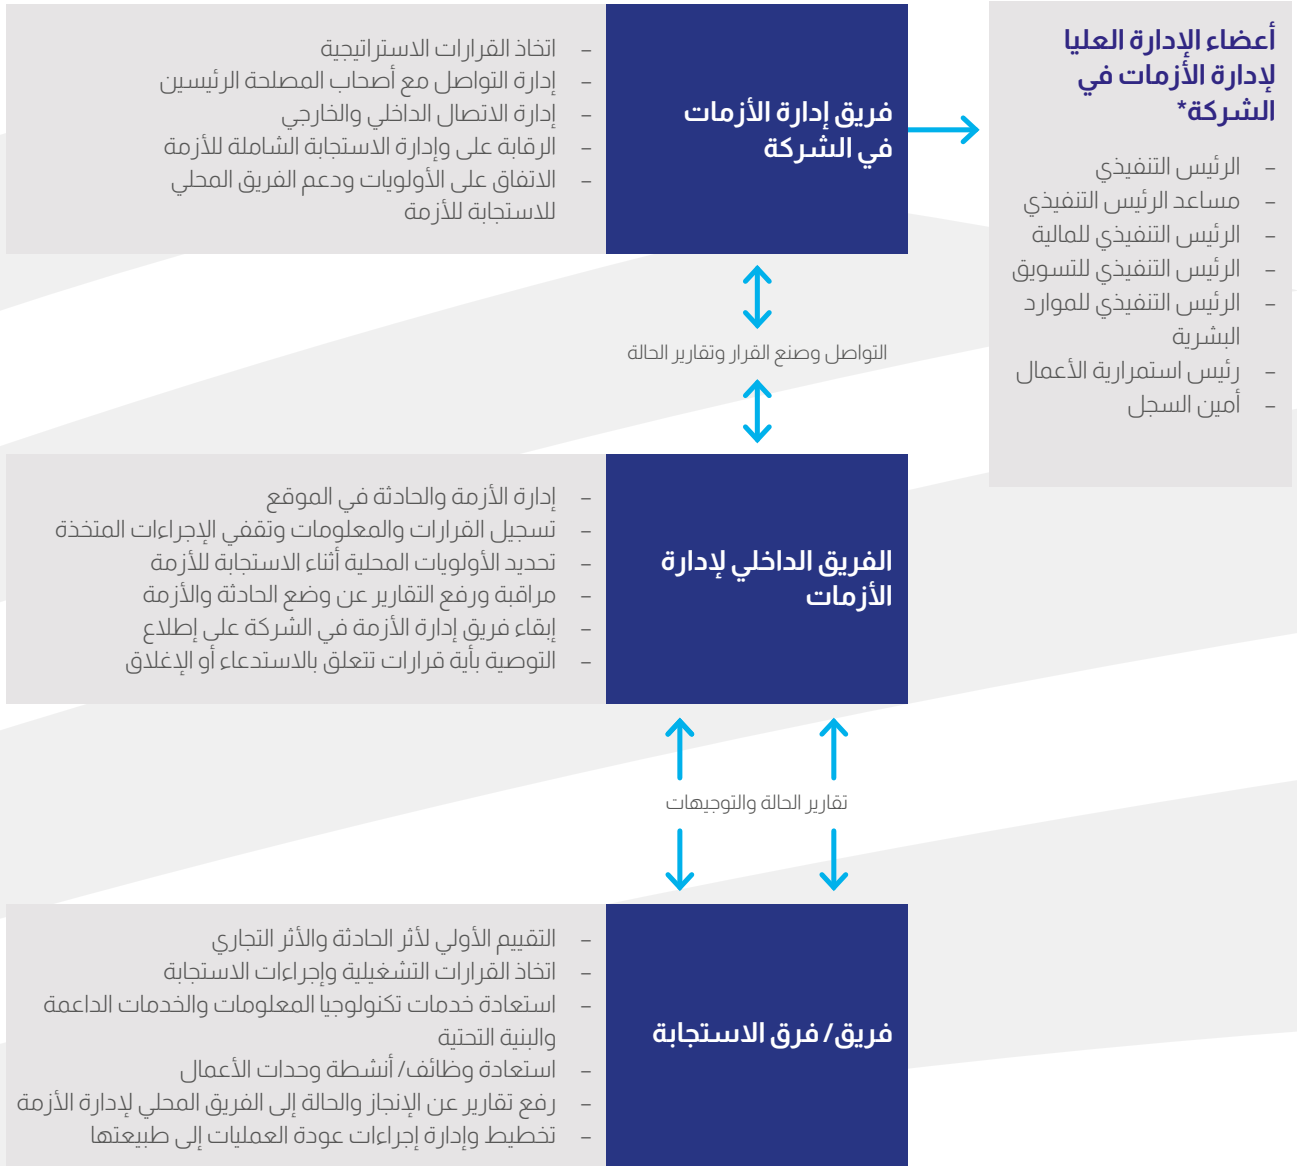 أعضاء الإدارة العليا
لإدارة الأزمات في
الشركة*
– الرئيس التنفيذي
– مساعد الرئيس التنفيذي
– الرئيس التنفيذي للمالية
– الرئيس التنفيذي للتسويق
– الرئيس التنفيذي للموارد
البشرية
– رئيس استمرارية الأعمال
– أمين السجل
فريق إدارة الأزمات
في الشركة
– اتخاذ القرارات الاستراتيجية
– إدارة التواصل مع أصحاب المصلحة الرئيسين
– إدارة الاتصال الداخلي والخارجي
– الرقابة على وإدارة الاستجابة الشاملة للأزمة
– الاتفاق على الأولويات ودعم الفريق المحلي
للاستجابة للأزمة
التواصل وصنع القرار وتقارير الحالة
الفريق الداخلي لإدارة
الأزمات
– إدارة الأزمة والحادثة في الموقع
– تسجيل القرارات والمعلومات وتقفي الإجراءات المتخذة
– تحديد الأولويات المحلية أثناء الاستجابة للأزمة
– مراقبة ورفع التقارير عن وضع الحادثة والأزمة
– إبقاء فريق إدارة الأزمة في الشركة على إطلاع
– التوصية بأية قرارات تتعلق بالاستدعاء أو الإغلاق
تقارير الحالة والتوجيهات
فريق/ فرق الاستجابة
– التقييم الأولي لأثر الحادثة والأثر التجاري
– اتخاذ القرارات التشغيلية وإجراءات الاستجابة
– استعادة خدمات تكنولوجيا المعلومات والخدمات الداعمة
والبنية التحتية
– استعادة وظائف/ أنشطة وحدات الأعمال
– رفع تقارير عن الإنجاز والحالة إلى الفريق المحلي لإدارة الأزمة
– تخطيط وإدارة إجراءات عودة العمليات إلى طبيعتها